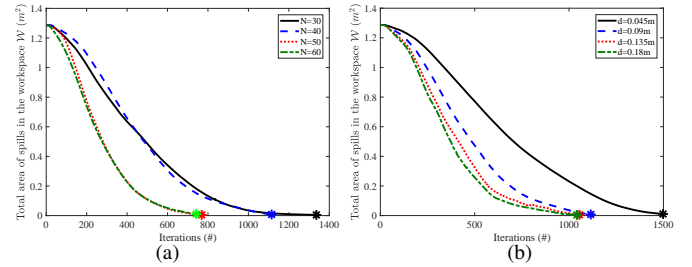 Total area of spills in the workspace W (m²)
1.4
1.2
1
0.8
0.6
0.4
0.2
0
0 200 400 600 800 1000 1200 1400
Iterations (#)
N=30
N=40
N=50
N=60
(a)
Total area of spills in the workspace W (m²)
1.4
1.2
1
0.8
0.6
0.4
0.2
0
0 500 1000 1500
Iterations (#)
d=0.045m
d=0.09m
d=0.135m
d=0.18m
(b)